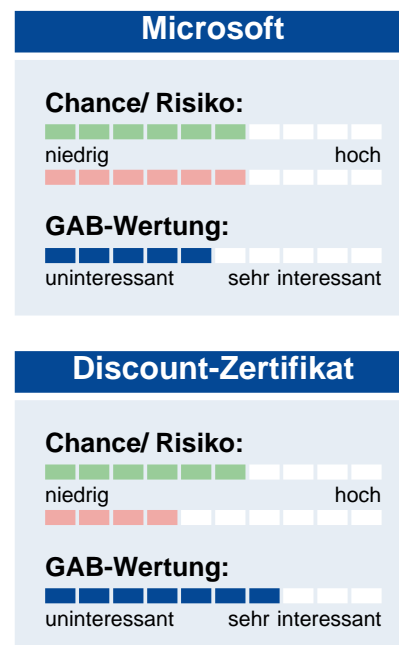 Microsoft
Chance/ Risiko:
niedrig hoch
GAB-Wertung:
uninteressant sehr interessant
Discount-Zertifikat
Chance/ Risiko:
niedrig hoch
GAB-Wertung:
uninteressant sehr interessant